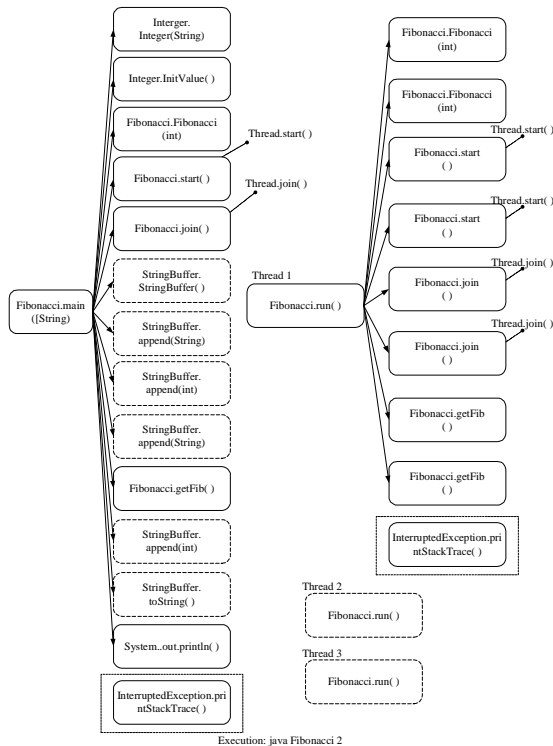 Interger.
Integer(String)
Integer.InitValue( )
Fibonacci.Fibonacci
(int)
Thread.start( )
Fibonacci.start( )
Thread.join( )
Fibonacci.join( )
StringBuffer.
StringBuffer( )
Fibonacci.main
([String)
StringBuffer.
append(String)
StringBuffer.
append(int)
StringBuffer.
append(String)
Fibonacci.getFib( )
StringBuffer.
append(int)
StringBuffer.
toString( )
System..out.println( )
InterruptedException.pri
ntStackTrace( )
Fibonacci.Fibonacci
(int)
Fibonacci.Fibonacci
(int)
Thread.start( )
Fibonacci.start
( )
Thread.start( )
Fibonacci.start
( )
Thread 1
Fibonacci.run( )
Thread.join( )
Fibonacci.join
( )
Thread.join( )
Fibonacci.join
( )
Fibonacci.getFib
( )
Fibonacci.getFib
( )
InterruptedException.pri
ntStackTrace( )
Thread 2
Fibonacci.run( )
Thread 3
Fibonacci.run( )
Execution: java Fibonacci 2